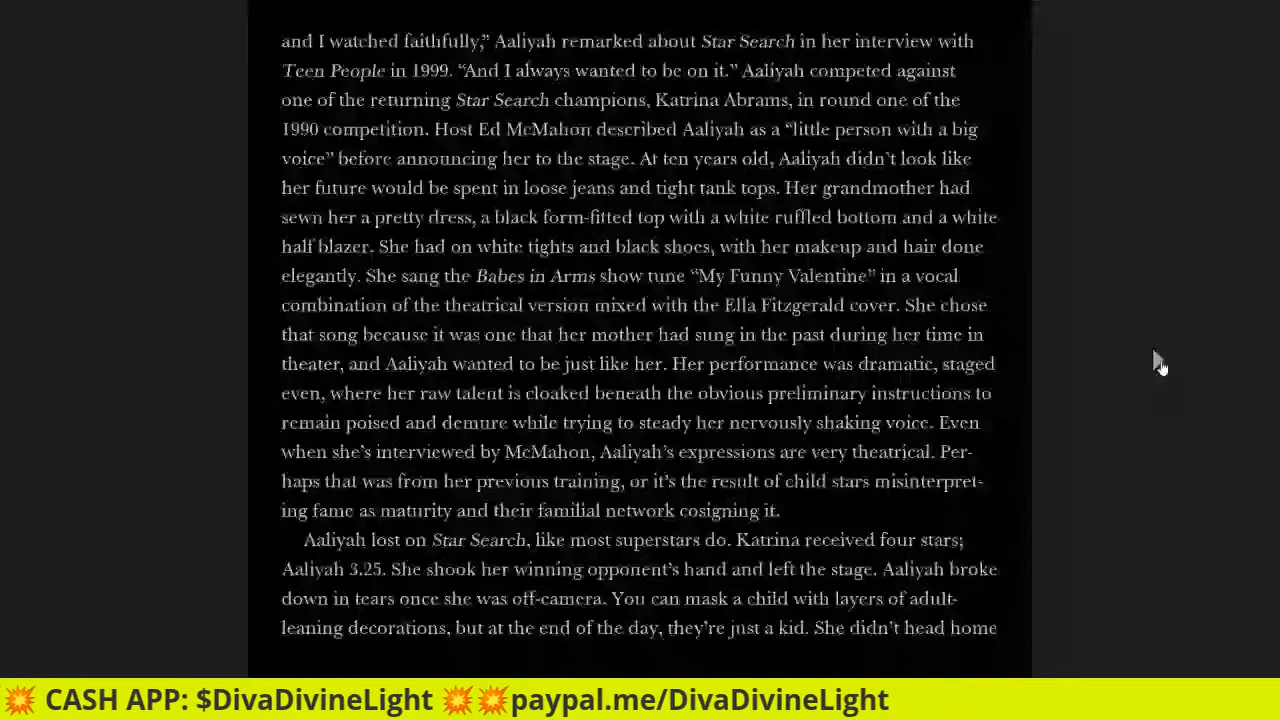 and I watched faithfully,” Aaliyah remarked about Star Search in her interview with
Teen People in 1999. “And I always wanted to be on it.” Aaliyah competed against
one of the returning Star Search champions, Katrina Abrams, in round one of the
1990 competition. Host Ed McMahon described Aaliyah as a “little person with a big
voice” before announcing her to the stage. At ten years old, Aaliyah didn’t look like
her future would be spent in loose jeans and tight tank tops. Her grandmother had
sewn her a pretty dress, a black form-fitted top with a white ruffled bottom and a white
half blazer. She had on white tights and black shoes, with her makeup and hair done
elegantly. She sang the Babes in Arms show tune “My Funny Valentine” in a vocal
combination of the theatrical version mixed with the Ella Fitzgerald cover. She chose
that song because it was one that her mother had sung in the past during her time in
theater, and Aaliyah wanted to be just like her. Her performance was dramatic, staged
even, where her raw talent is cloaked beneath the obvious preliminary instructions to
remain poised and demure while trying to steady her nervously shaking voice. Even
when she’s interviewed by McMahon, Aaliyah’s expressions are very theatrical. Per-
haps that was from her previous training, or it’s the result of child stars misinterpret-
ing fame as maturity and their familial network cosigning it.
Aaliyah lost on Star Search, like most superstars do. Katrina received four stars;
Aaliyah 3.25. She shook her winning opponent’s hand and left the stage. Aaliyah broke
down in tears once she was off-camera. You can mask a child with layers of adult-
leaning decorations, but at the end of the day, they’re just a kid. She didn’t head home
💥 CASH APP: $DivaDivineLight 💥💥paypal.me/DivaDivineLight